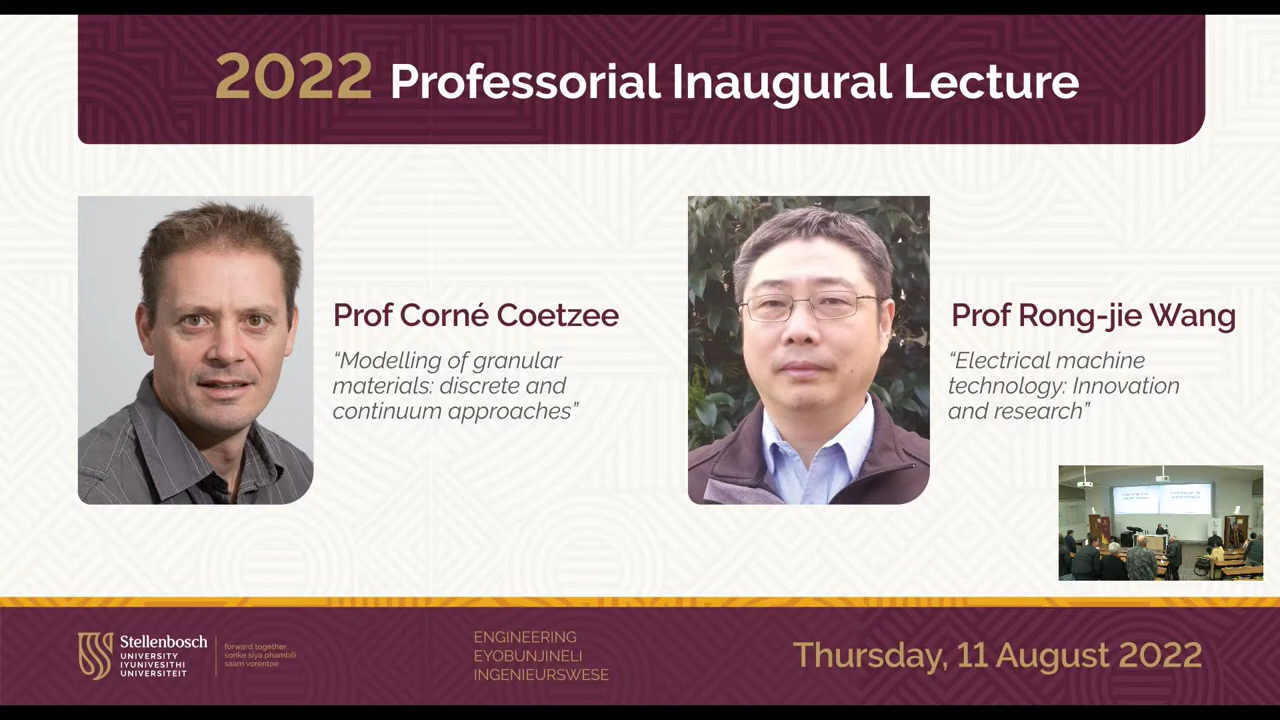 2022 Professorial Inaugural Lecture
Prof Corné Coetzee
“Modelling of granular
materials: discrete and
continuum approaches”
Prof Rong-jie Wang
“Electrical machine
technology: Innovation
and research”
Stellenbosch
UNIVERSITY
IYUNIVESITHI
UNIVERSITEIT
forward together
sonke siya phambili
saam vorentoe
ENGINEERING
EYOBUNJINELI
INGENIEURSWESE
Thursday, 11 August 2022